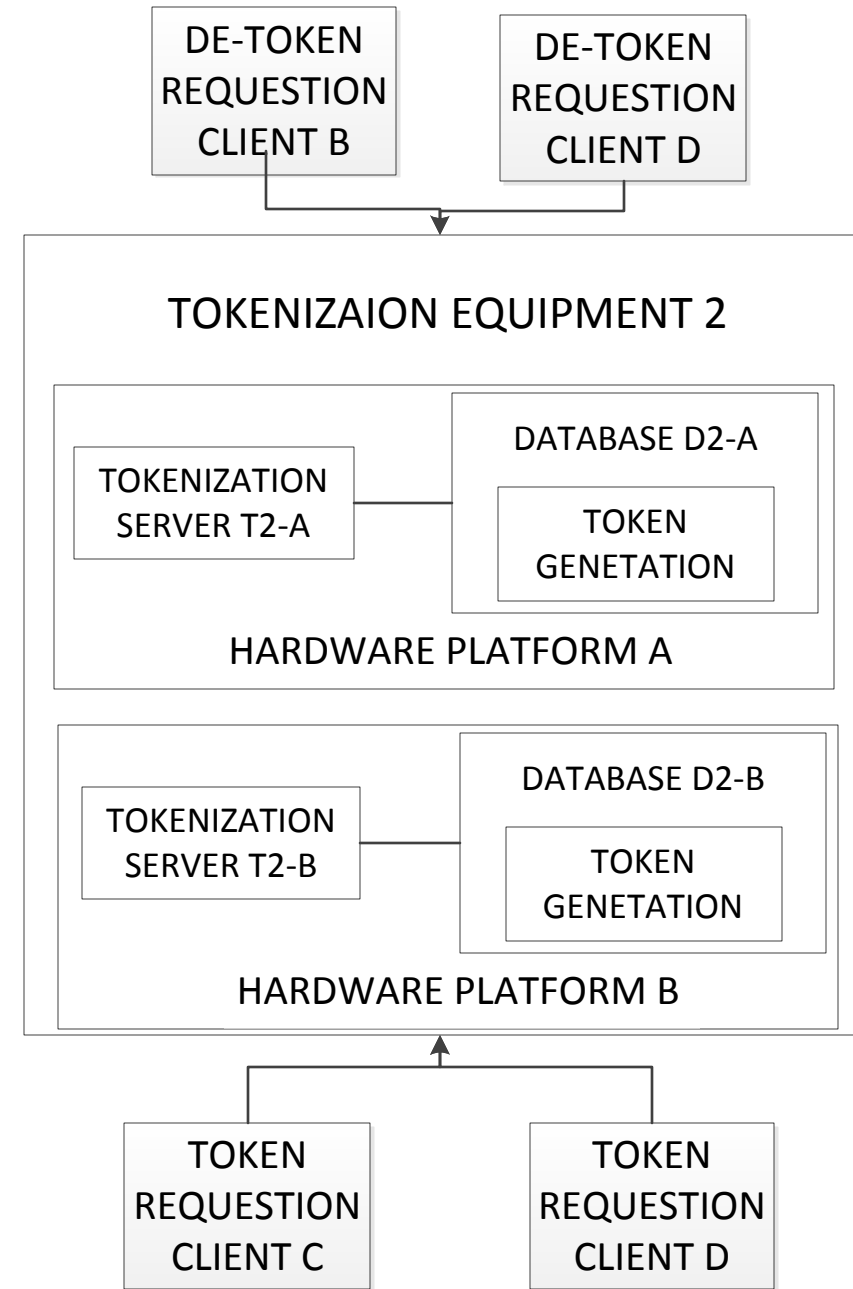 DE-TOKEN
REQUESTION
CLIENT B
DE-TOKEN
REQUESTION
CLIENT D
TOKENIZAION EQUIPMENT 2
TOKENIZATION
SERVER T2-A
DATABASE D2-A
TOKEN
GENETATION
HARDWARE PLATFORM A
TOKENIZATION
SERVER T2-B
DATABASE D2-B
TOKEN
GENETATION
HARDWARE PLATFORM B
TOKEN
REQUESTION
CLIENT C
TOKEN
REQUESTION
CLIENT D